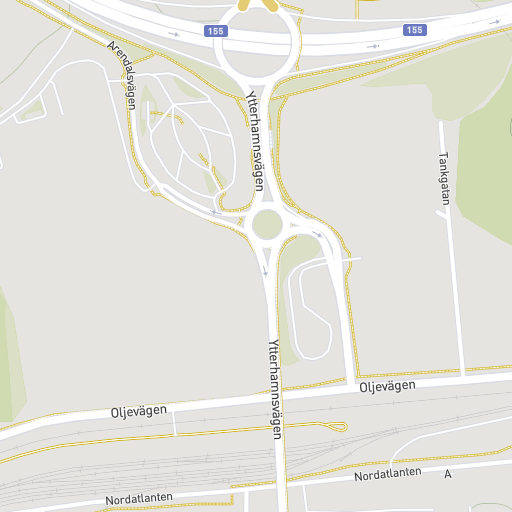 155
155
Arendalsvägen
Ytterhamnsvägen
Tankgatan
Ytterhamnsvägen
Oljevägen
Oljevägen
Nordatlanten
A
Nordatlanten